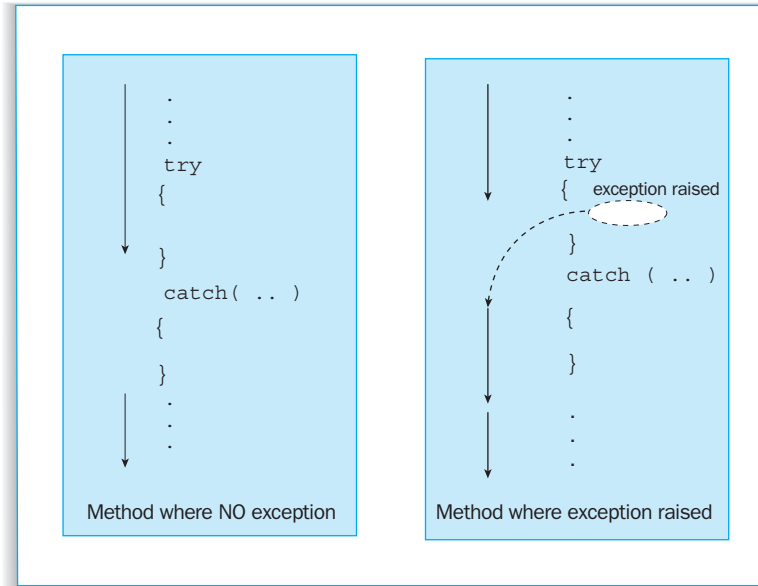 .
.
.
try
{
}
catch( .. )
{
}
.
.
.
Method where NO exception
.
.
.
try
{ exception raised
}
catch ( .. )
{
}
.
.
.
Method where exception raised